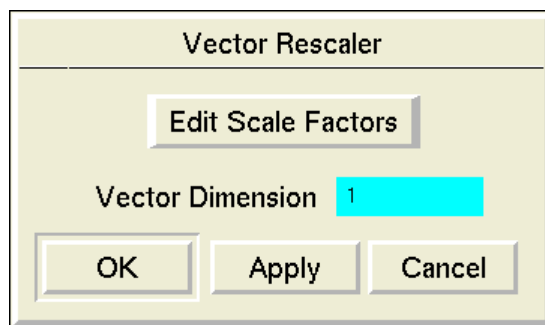 Vector Rescaler
Edit Scale Factors
Vector Dimension 1
OK Apply Cancel